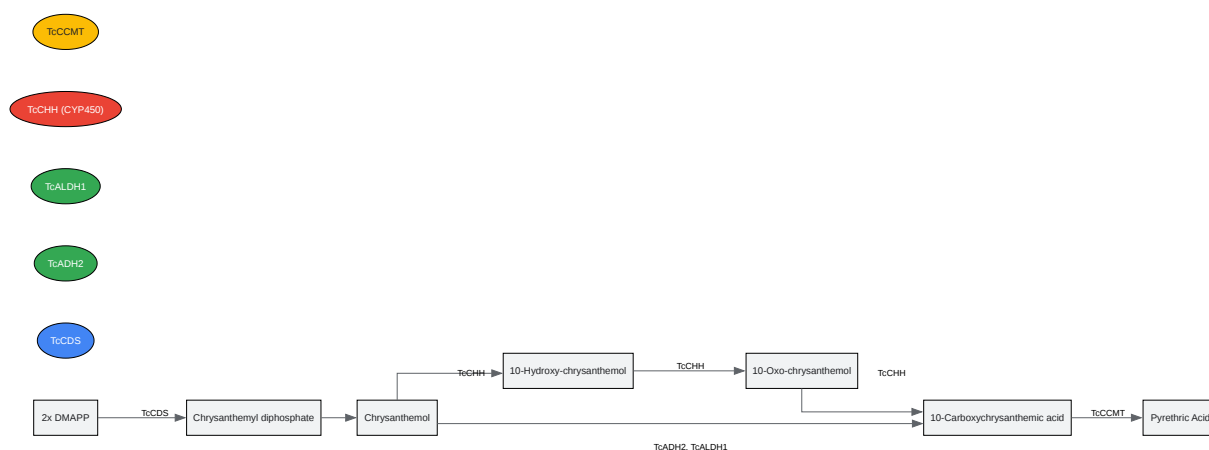 TcCCMT
TcCHH (CYP450)
TcALDH1
TcADH2
TcCDS
TcCHH
10-Hydroxy-chrysanthemol
TcCHH
10-Oxo-chrysanthemol
TcCHH
2x DMAPP
TcCDS
Chrysanthemyl diphosphate
Chrysanthemol
10-Carboxychrysanthemic acid
TcCCMT
Pyrethric Acid
TcADH2, TcALDH1